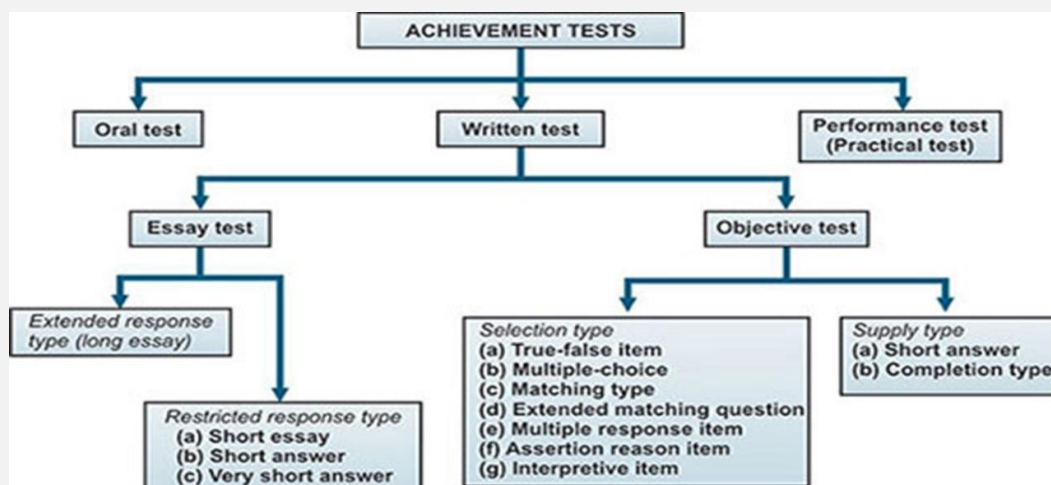 ACHIEVEMENT TESTS
Oral test
Written test
Performance test
(Practical test)
Essay test
Objective test
Extended response
type (long essay)
Restricted response type
(a) Short essay
(b) Short answer
(c) Very short answer
Selection type
(a) True-false item
(b) Multiple-choice
(c) Matching type
(d) Extended matching question
(e) Multiple response item
(f) Assertion reason item
(g) Interpretive item
Supply type
(a) Short answer
(b) Completion type